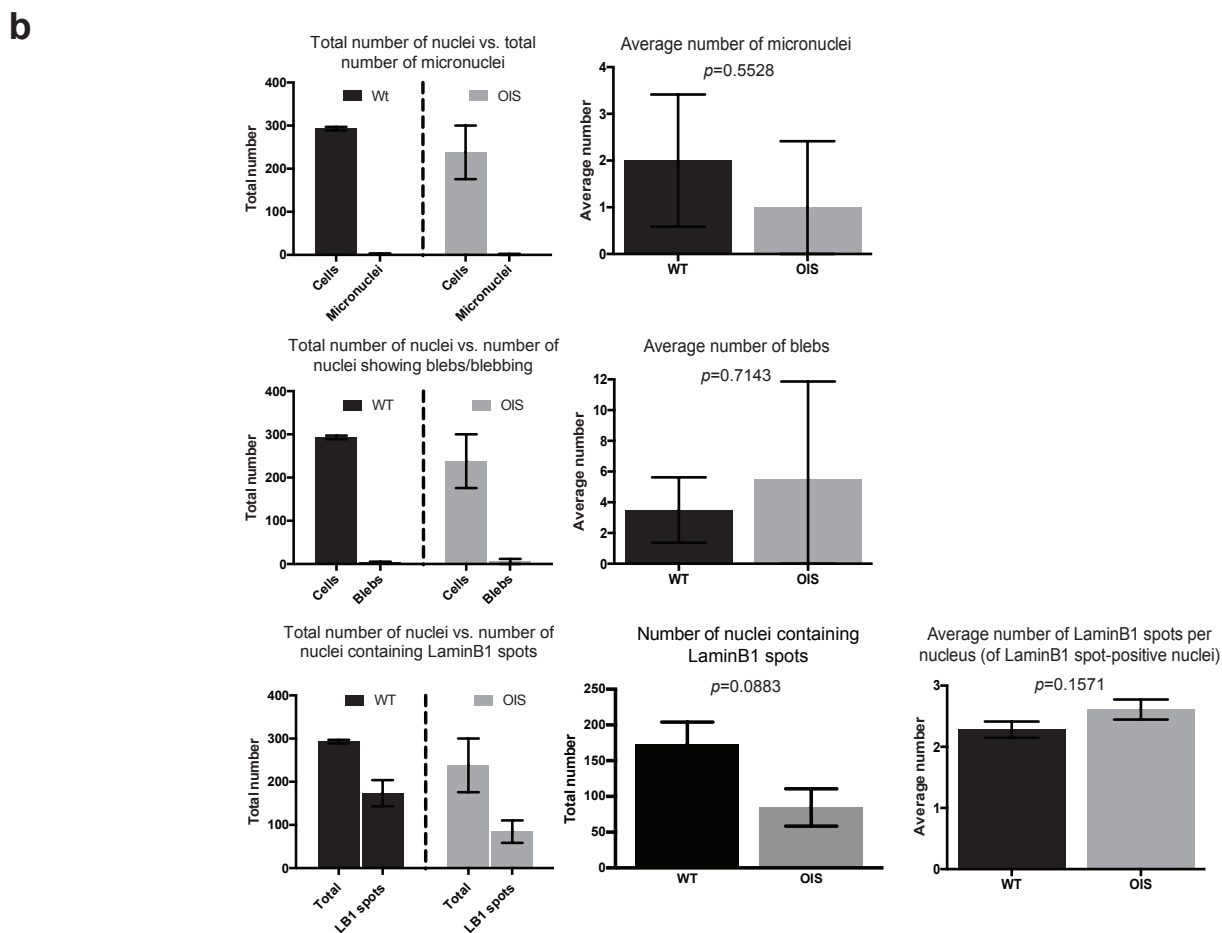 b
Total number of nuclei vs. total
number of micronuclei
Wt
OIS
Total number
400
300
200
100
0
Cells
Micronuclei
Cells
Micronuclei
Average number of micronuclei
p=0.5528
Average number
4
3
2
1
0
WT
OIS
Total number of nuclei vs. number of
nuclei showing blebs/blebbing
WT
OIS
Total number
400
300
200
100
0
Cells
Blebs
Cells
Blebs
Average number of blebs
p=0.7143
Average number
12
10
8
6
4
2
0
WT
OIS
Total number of nuclei vs. number of
nuclei containing LaminB1 spots
WT
OIS
Total number
400
300
200
100
0
Total
LB1 spots
Total
LB1 spots
Number of nuclei containing
LaminB1 spots
p=0.0883
Total number
250
200
150
100
50
0
WT
OIS
Average number of LaminB1 spots per
nucleus (of LaminB1 spot-positive nuclei)
p=0.1571
Average number
3
2
1
0
WT
OIS